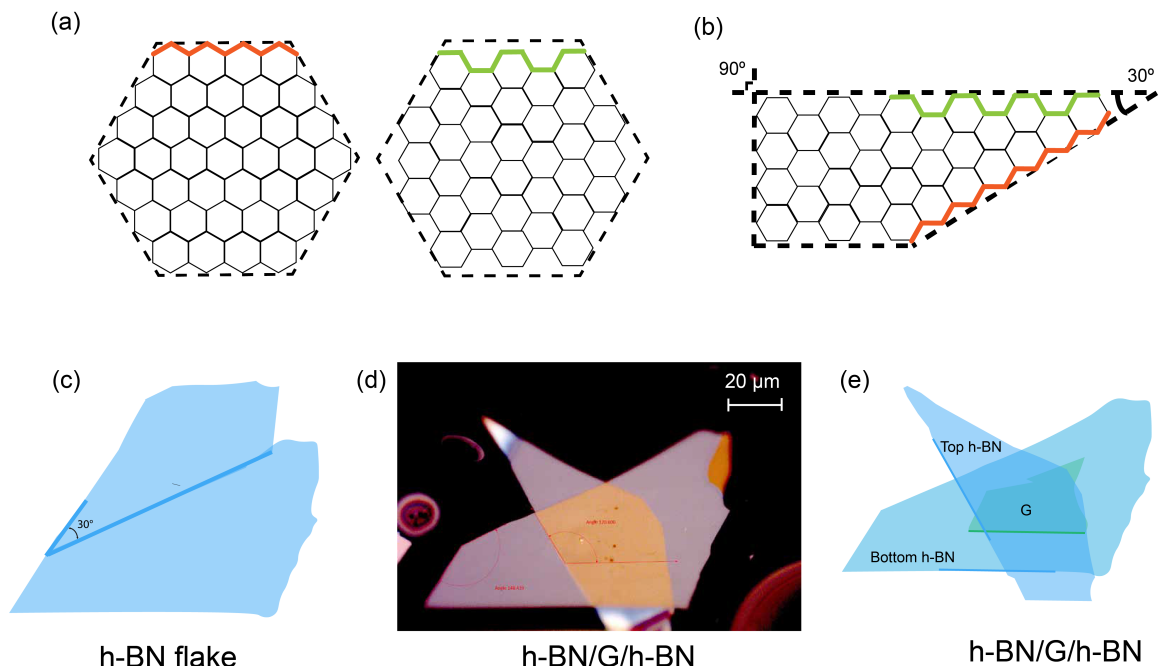 (a)
(b)
90º
30º
(c)
(d)
(e)
20 µm
30º
Top h-BN
G
Bottom h-BN
h-BN flake
h-BN/G/h-BN
h-BN/G/h-BN